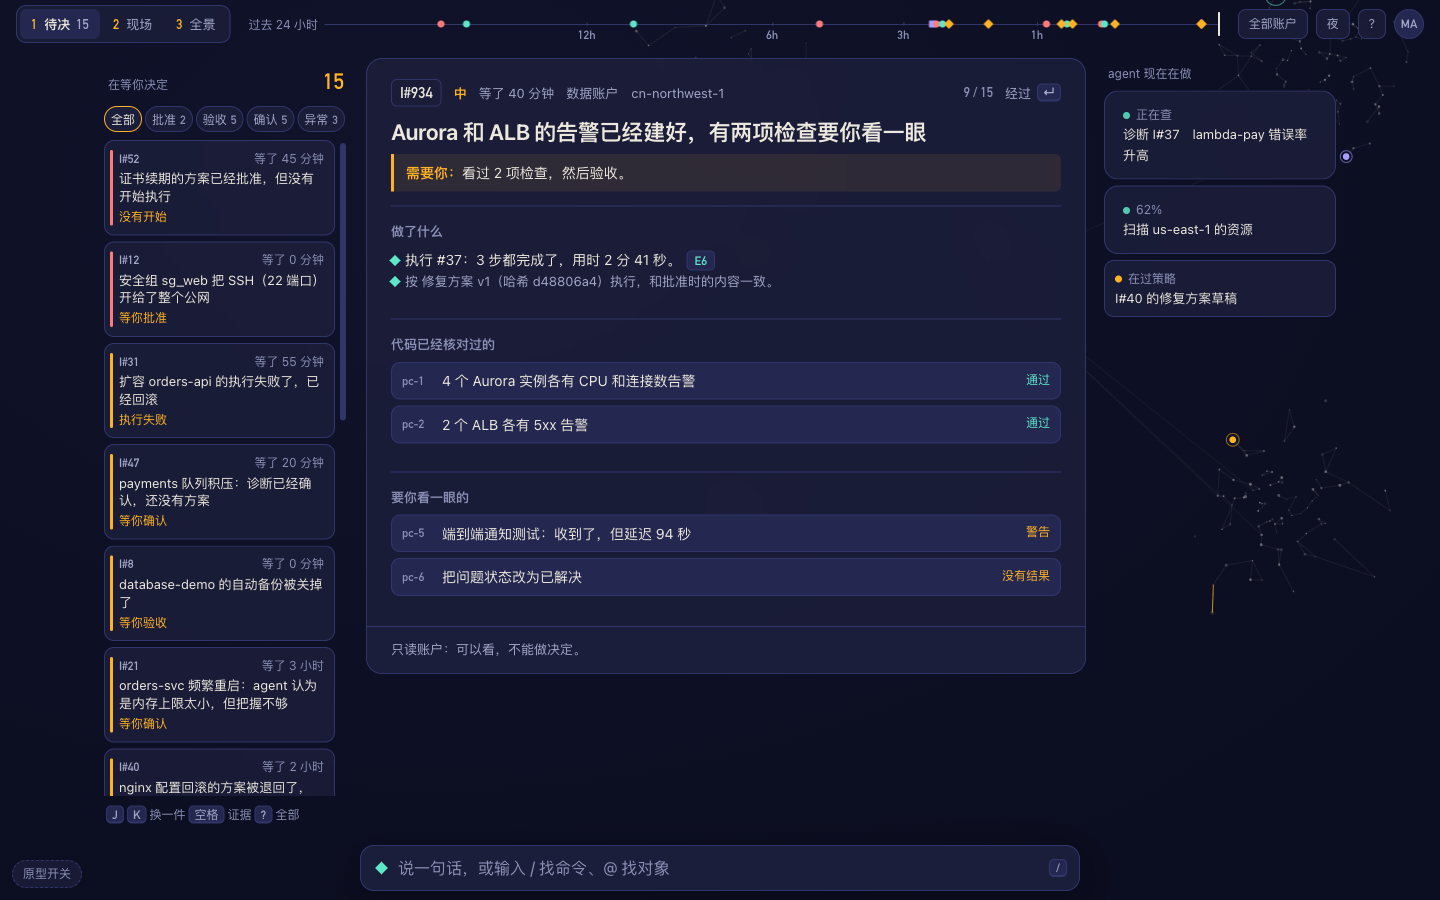 1 待决 15 2 现场 3 全景
过去 24 小时
12h 6h 3h 1h
全部账户 夜 ? MA
在等你决定 15
全部 批准 2 验收 5 确认 5 异常 3
I#52 等了 45 分钟
证书续期的方案已经批准，但没有
开始执行
没有开始
I#12 等了 0 分钟
安全组 sg_web 把 SSH（22 端口）
开给了整个公网
等你批准
I#31 等了 55 分钟
扩容 orders-api 的执行失败了，已
经回滚
执行失败
I#47 等了 20 分钟
payments 队列积压：诊断已经确
认，还没有方案
等你确认
I#8 等了 0 分钟
database-demo 的自动备份被关掉
了
等你验收
I#21 等了 3 小时
orders-svc 频繁重启：agent 认为
是内存上限太小，但把握不够
等你确认
I#40 等了 2 小时
nginx 配置回滚的方案被退回了，
J K 换一件 空格 证据 ? 全部
I#934 中 等了 40 分钟 数据账户 cn-northwest-1 9 / 15 经过 ↵
Aurora 和 ALB 的告警已经建好，有两项检查要你看一眼
需要你：看过 2 项检查，然后验收。
做了什么
执行 #37：3 步都完成了，用时 2 分 41 秒。 E6
按 修复方案 v1（哈希 d48806a4）执行，和批准时的内容一致。
代码已经核对过的
pc-1 4 个 Aurora 实例各有 CPU 和连接数告警 通过
pc-2 2 个 ALB 各有 5xx 告警 通过
要你看一眼的
pc-5 端到端通知测试：收到了，但延迟 94 秒 警告
pc-6 把问题状态改为已解决 没有结果
只读账户：可以看，不能做决定。
agent 现在在做
正在查
诊断 I#37 lambda-pay 错误率
升高
62%
扫描 us-east-1 的资源
在过策略
I#40 的修复方案草稿
原型开关
说一句话，或输入 / 找命令、@ 找对象 /